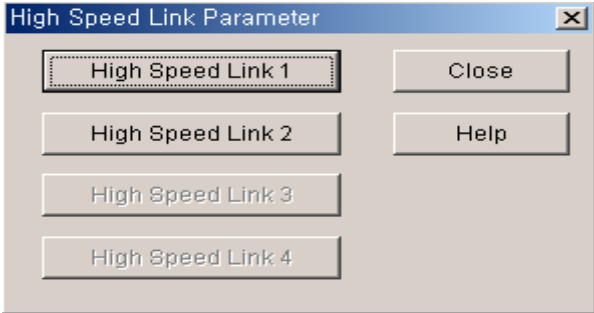 High Speed Link Parameter
High Speed Link 1
Close
High Speed Link 2
Help
High Speed Link 3
High Speed Link 4